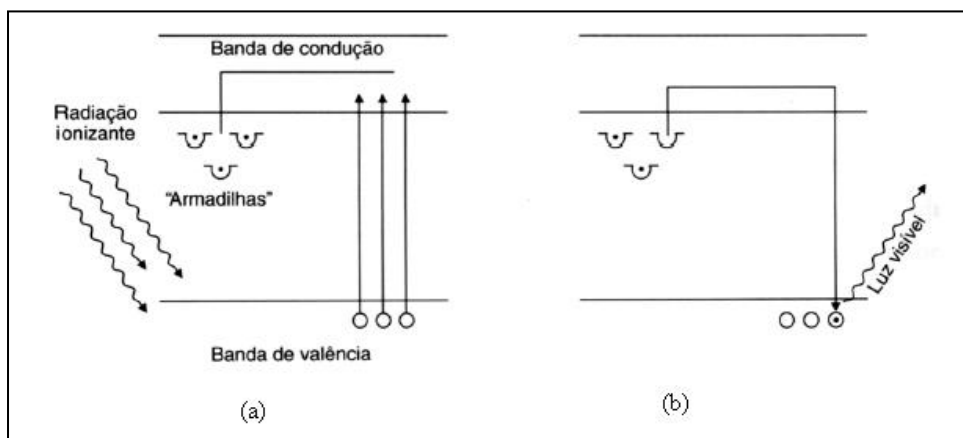 Banda de condução
Radiação
ionizante
"Armadilhas"
Banda de valência
(a)
Luz visível
(b)